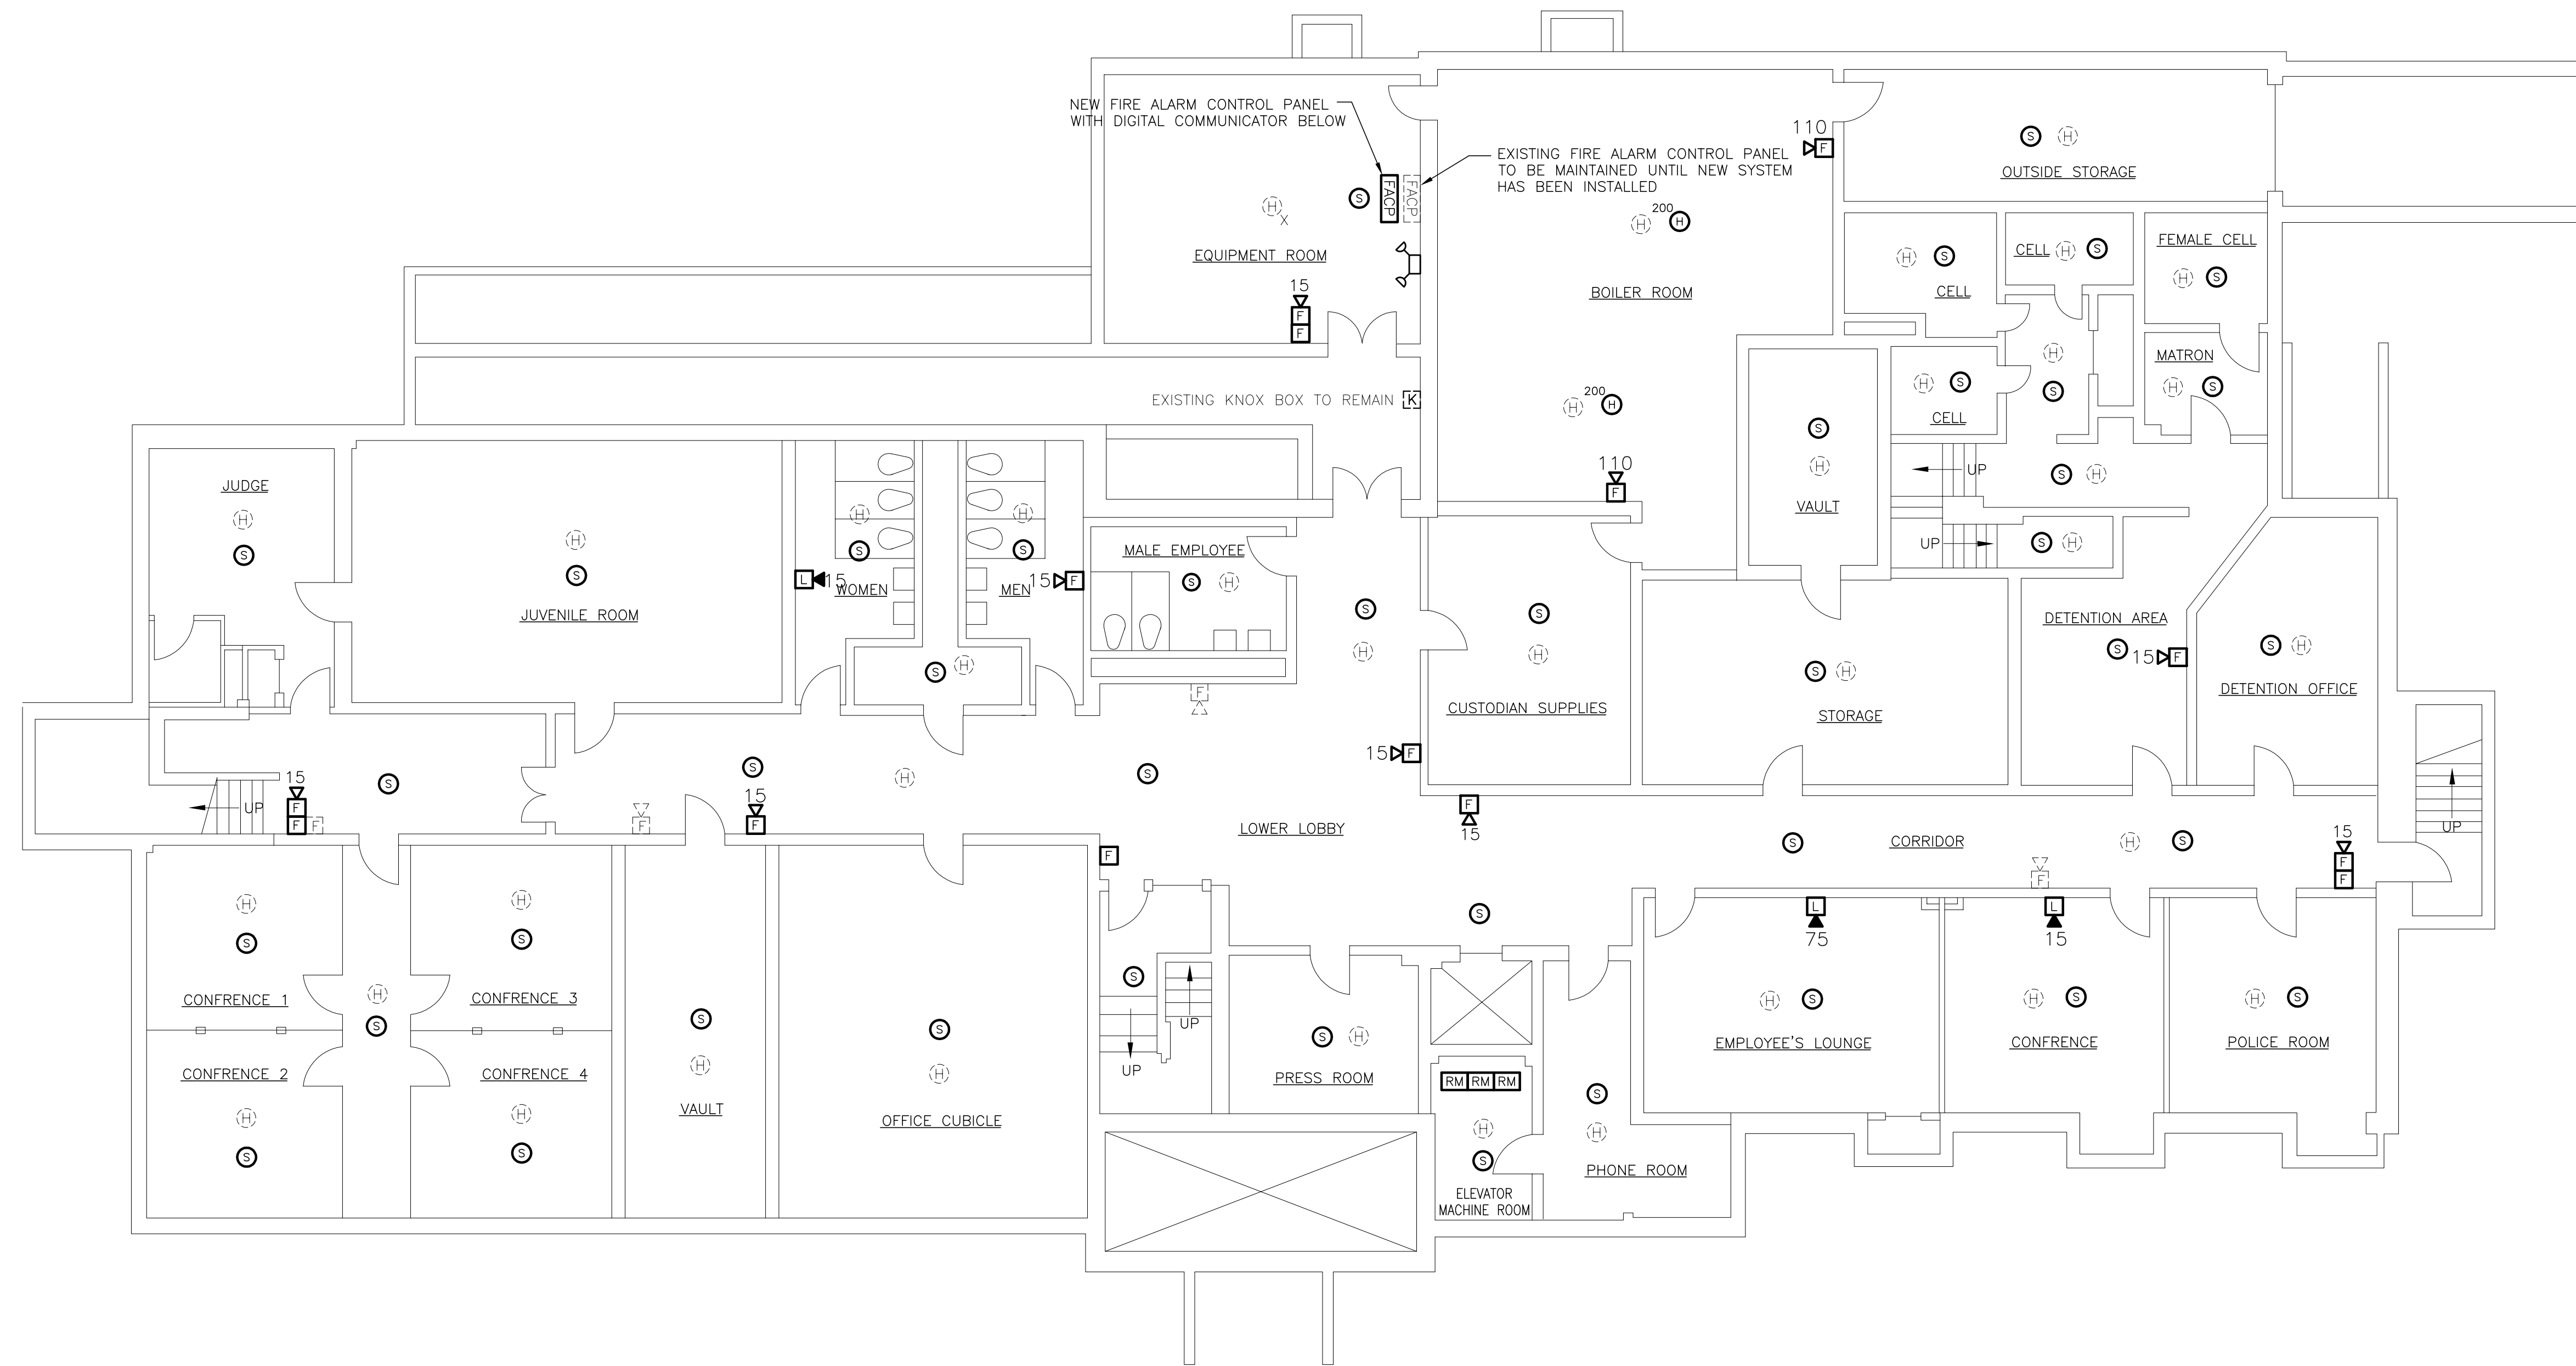 NEW FIRE ALARM CONTROL PANEL
WITH DIGITAL COMMUNICATOR BELOW
EXISTING FIRE ALARM CONTROL PANEL
TO BE MAINTAINED UNTIL NEW SYSTEM
HAS BEEN INSTALLED
110
F
S H
OUTSIDE STORAGE
H X
S
FACP
FACP
EQUIPMENT ROOM
15
F
F
H 200 H
BOILER ROOM
H S
CELL
CELL H S
FEMALE CELL
H S
MATRON
H S
H
S
EXISTING KNOX BOX TO REMAIN K
H 200 H
110
F
H S
CELL
S
H
VAULT
UP
S H
UP
S H
JUDGE
H
S
H
S
JUVENILE ROOM
L 15
H
S
WOMEN
H
S
15 F
MEN
MALE EMPLOYEE
S H
S H
S
H
S
H
CUSTODIAN SUPPLIES
S H
STORAGE
DETENTION AREA
S
15 F
S H
DETENTION OFFICE
F
15 F
15
F
F
F
UP
S
F
S
15
F
H
S
LOWER LOBBY
F
F
15
S
CORRIDOR
H
S
F
15
F
F
UP
H
S
CONFRENCE 1
H
S
CONFRENCE 3
H
S
CONFRENCE 2
H
S
CONFRENCE 4
H
S
S
H
VAULT
S
H
OFFICE CUBICLE
S
UP
UP
S
S H
PRESS ROOM
RM RM RM
H
S
ELEVATOR
MACHINE ROOM
S
H
PHONE ROOM
L
75
H S
EMPLOYEE'S LOUNGE
L
15
H S
CONFRENCE
H S
POLICE ROOM